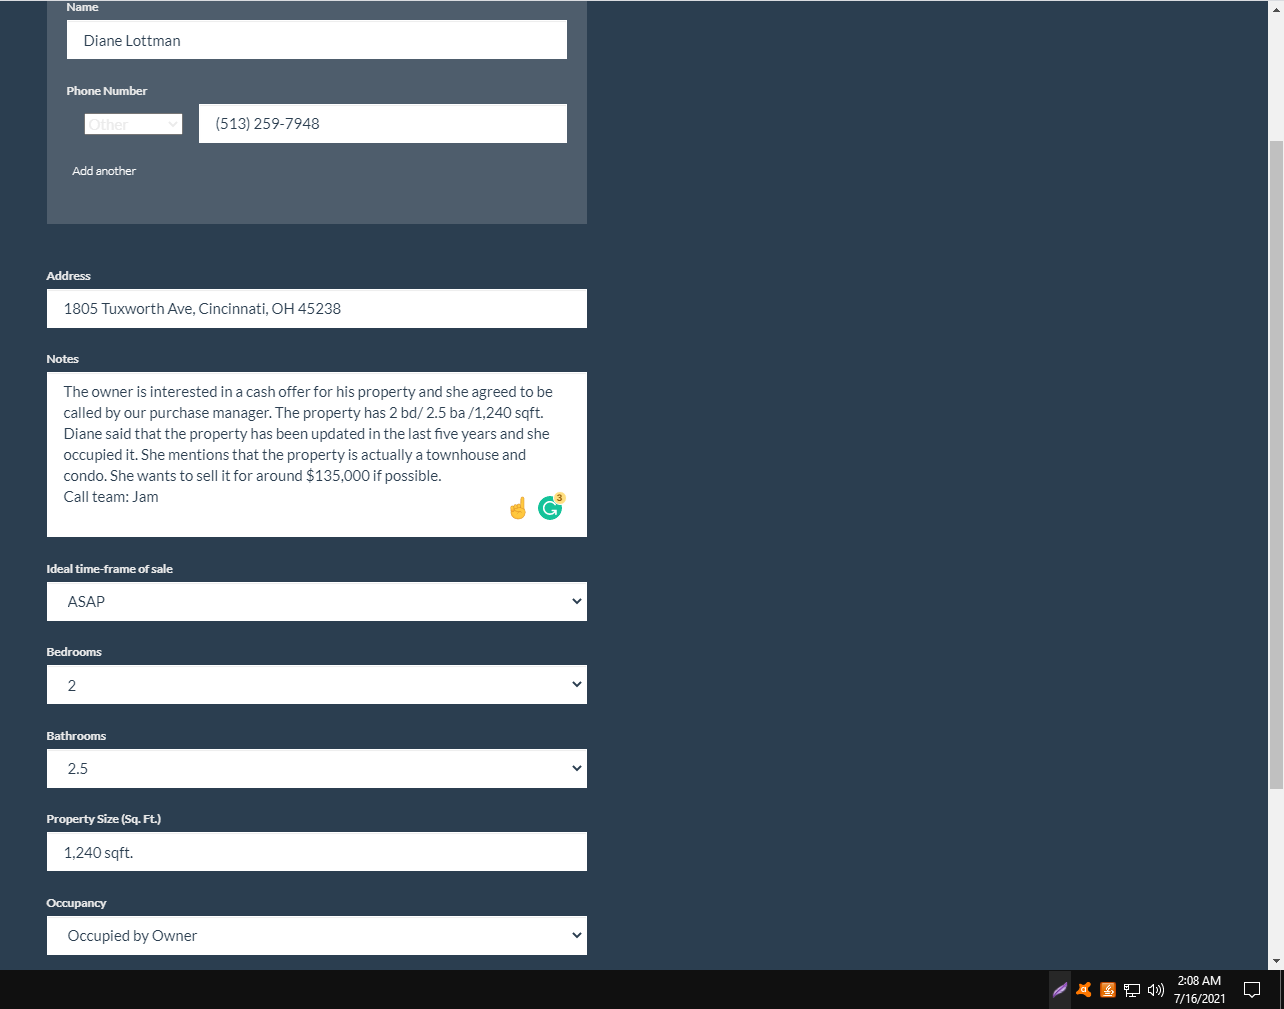 Name
Diane Lottman
Phone Number
Other
(513) 259-7948
Add another
Address
1805 Tuxworth Ave, Cincinnati, OH 45238
Notes
The owner is interested in a cash offer for his property and she agreed to be
called by our purchase manager. The property has 2 bd/ 2.5 ba /1,240 sqft.
Diane said that the property has been updated in the last five years and she
occupied it. She mentions that the property is actually a townhouse and
condo. She wants to sell it for around $135,000 if possible.
Call team: Jam
3
Ideal time-frame of sale
ASAP
Bedrooms
2
Bathrooms
2.5
Property Size (Sq. Ft.)
1,240 sqft.
Occupancy
Occupied by Owner
2:08 AM
7/16/2021